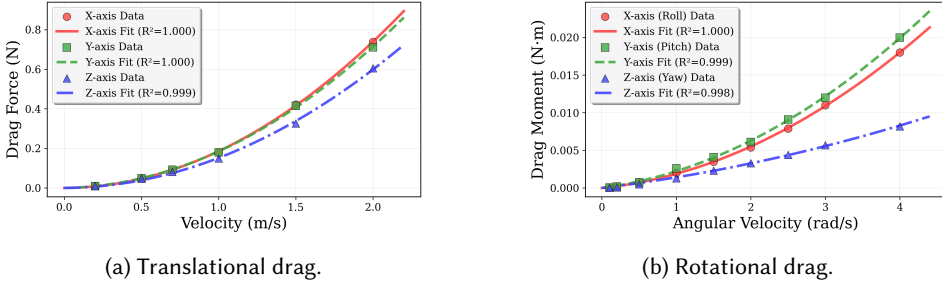 Drag Force (N)
0.8
0.6
0.4
0.2
0.0
X-axis Data
X-axis Fit (R²=1.000)
Y-axis Data
Y-axis Fit (R²=1.000)
Z-axis Data
Z-axis Fit (R²=0.999)
0.0 0.5 1.0 1.5 2.0
Velocity (m/s)
(a) Translational drag.
Drag Moment (N·m)
0.020
0.015
0.010
0.005
0.000
X-axis (Roll) Data
X-axis Fit (R²=1.000)
Y-axis (Pitch) Data
Y-axis Fit (R²=0.999)
Z-axis (Yaw) Data
Z-axis Fit (R²=0.998)
0 1 2 3 4
Angular Velocity (rad/s)
(b) Rotational drag.